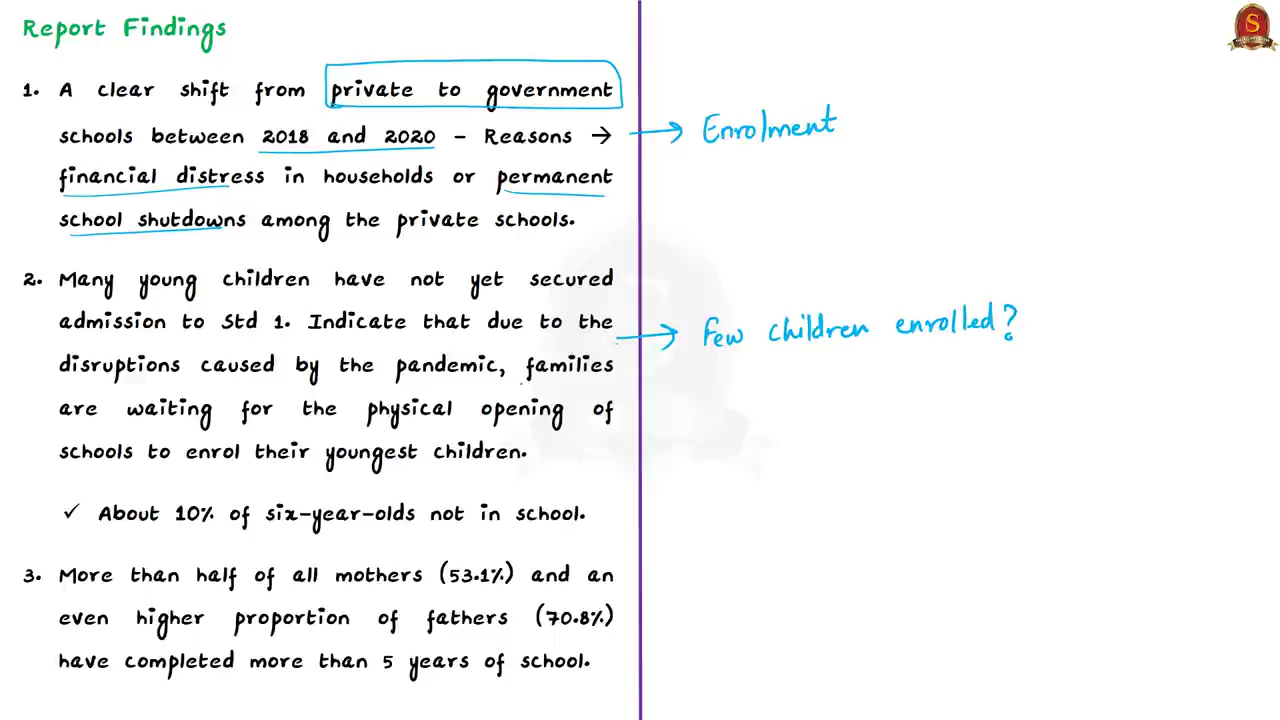 Report Findings
1. A clear shift from private to government
schools between 2018 and 2020 – Reasons →
→ Enrolment
financial distress in households or permanent
school shutdowns among the private schools.
2. Many young children have not yet secured
admission to Std 1. Indicate that due to the
→ Few children enrolled?
disruptions caused by the pandemic, families
are waiting for the physical opening of
schools to enrol their youngest children.
✓ About 10% of six-year-olds not in school.
3. More than half of all mothers (53.1%) and an
even higher proportion of fathers (70.8%)
have completed more than 5 years of school.
S